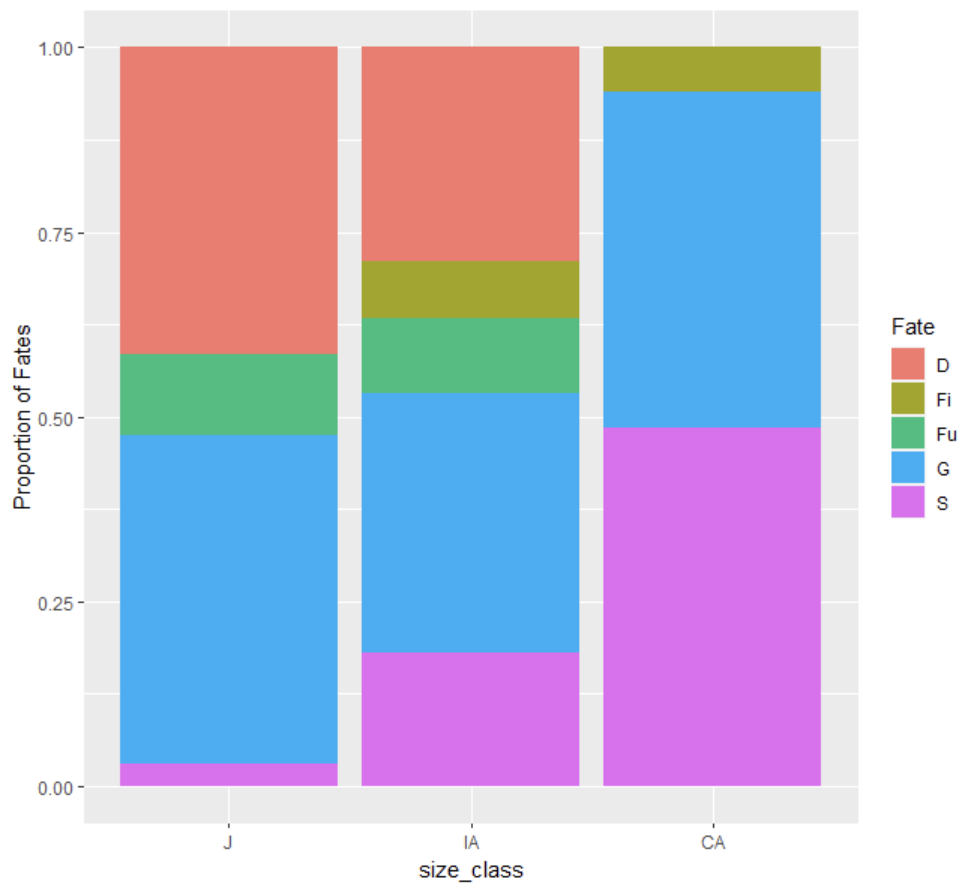 Proportion of Fates
1.00
0.75
0.50
0.25
0.00
J
IA
CA
size_class
Fate
D
Fi
Fu
G
S